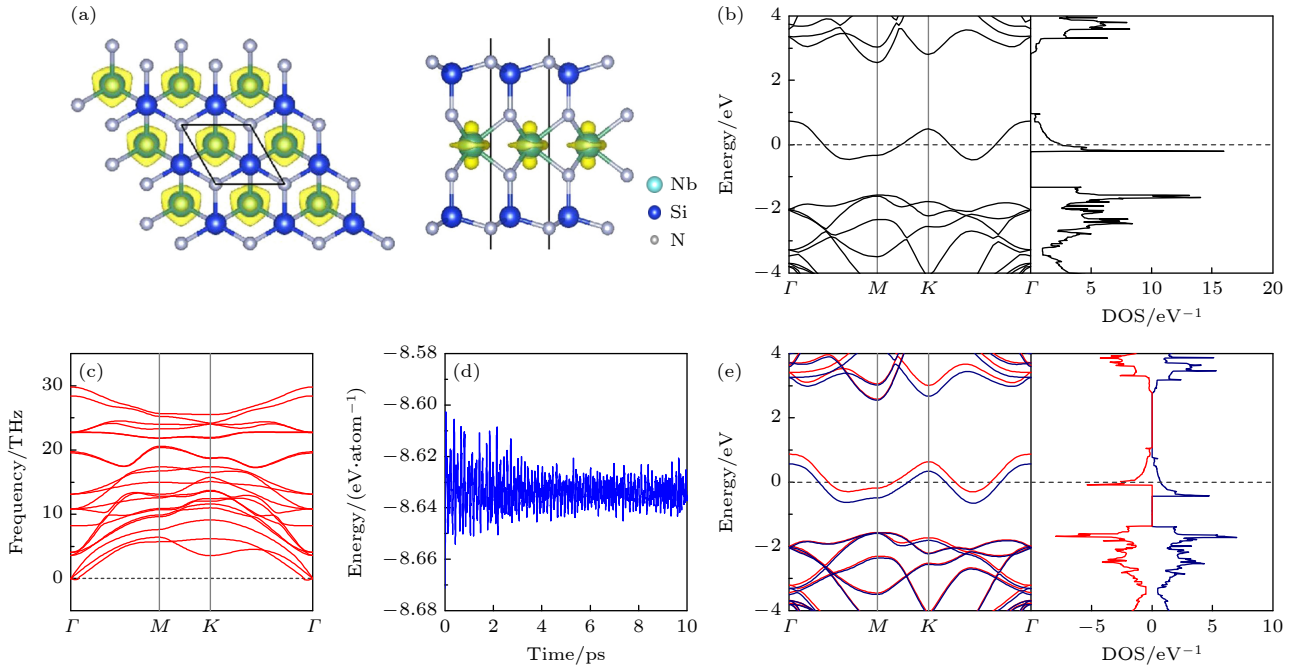 (a)
Nb
Si
N
(b)
Energy/eV
4
2
0
−2
−4
Γ
M
K
Γ
5
10
15
20
DOS/eV⁻¹
(c)
Frequency/THz
30
20
10
0
Γ
M
K
Γ
(d)
Energy/(eV·atom⁻¹)
−8.58
−8.60
−8.62
−8.64
−8.66
−8.68
0
2
4
6
8
10
Time/ps
(e)
Energy/eV
4
2
0
−2
−4
Γ
M
K
Γ
−5
0
5
10
DOS/eV⁻¹